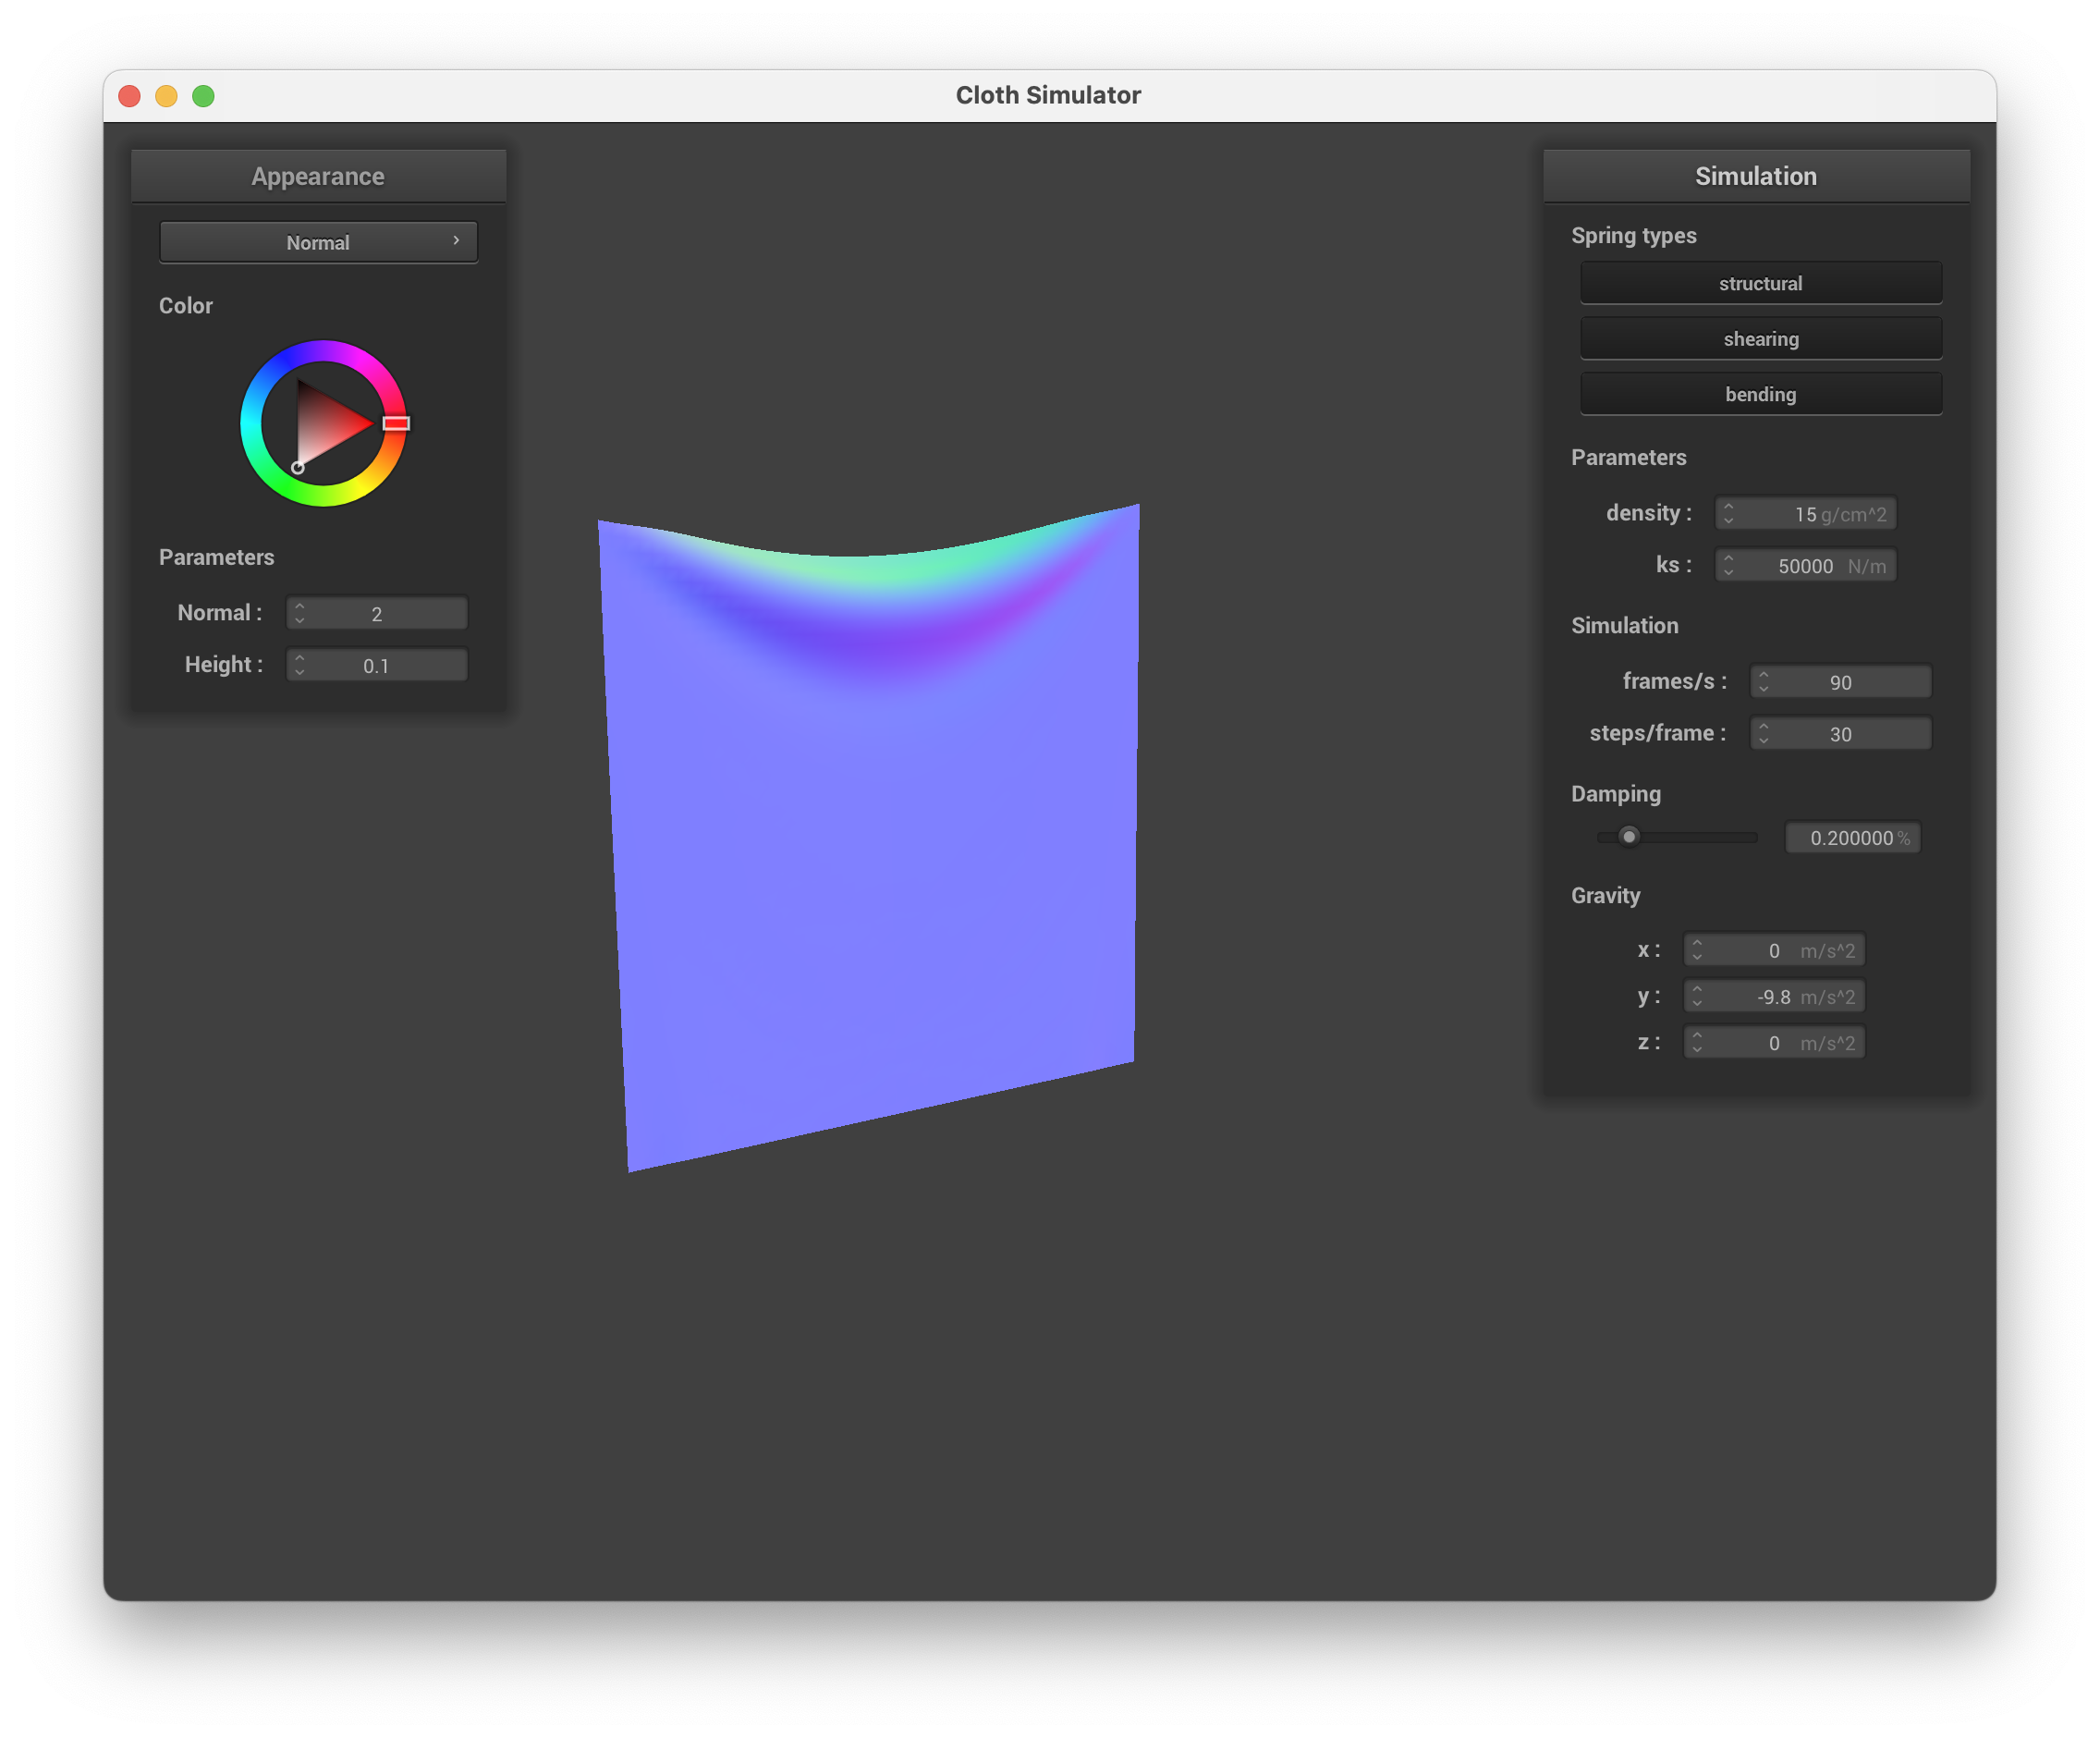 Cloth Simulator
Appearance
Normal
Color
Parameters
Normal : 2
Height : 0.1
Simulation
Spring types
structural
shearing
bending
Parameters
density : 15 g/cm^2
ks : 50000 N/m
Simulation
frames/s : 90
steps/frame : 30
Damping
0.200000 %
Gravity
x : 0 m/s^2
y : -9.8 m/s^2
z : 0 m/s^2